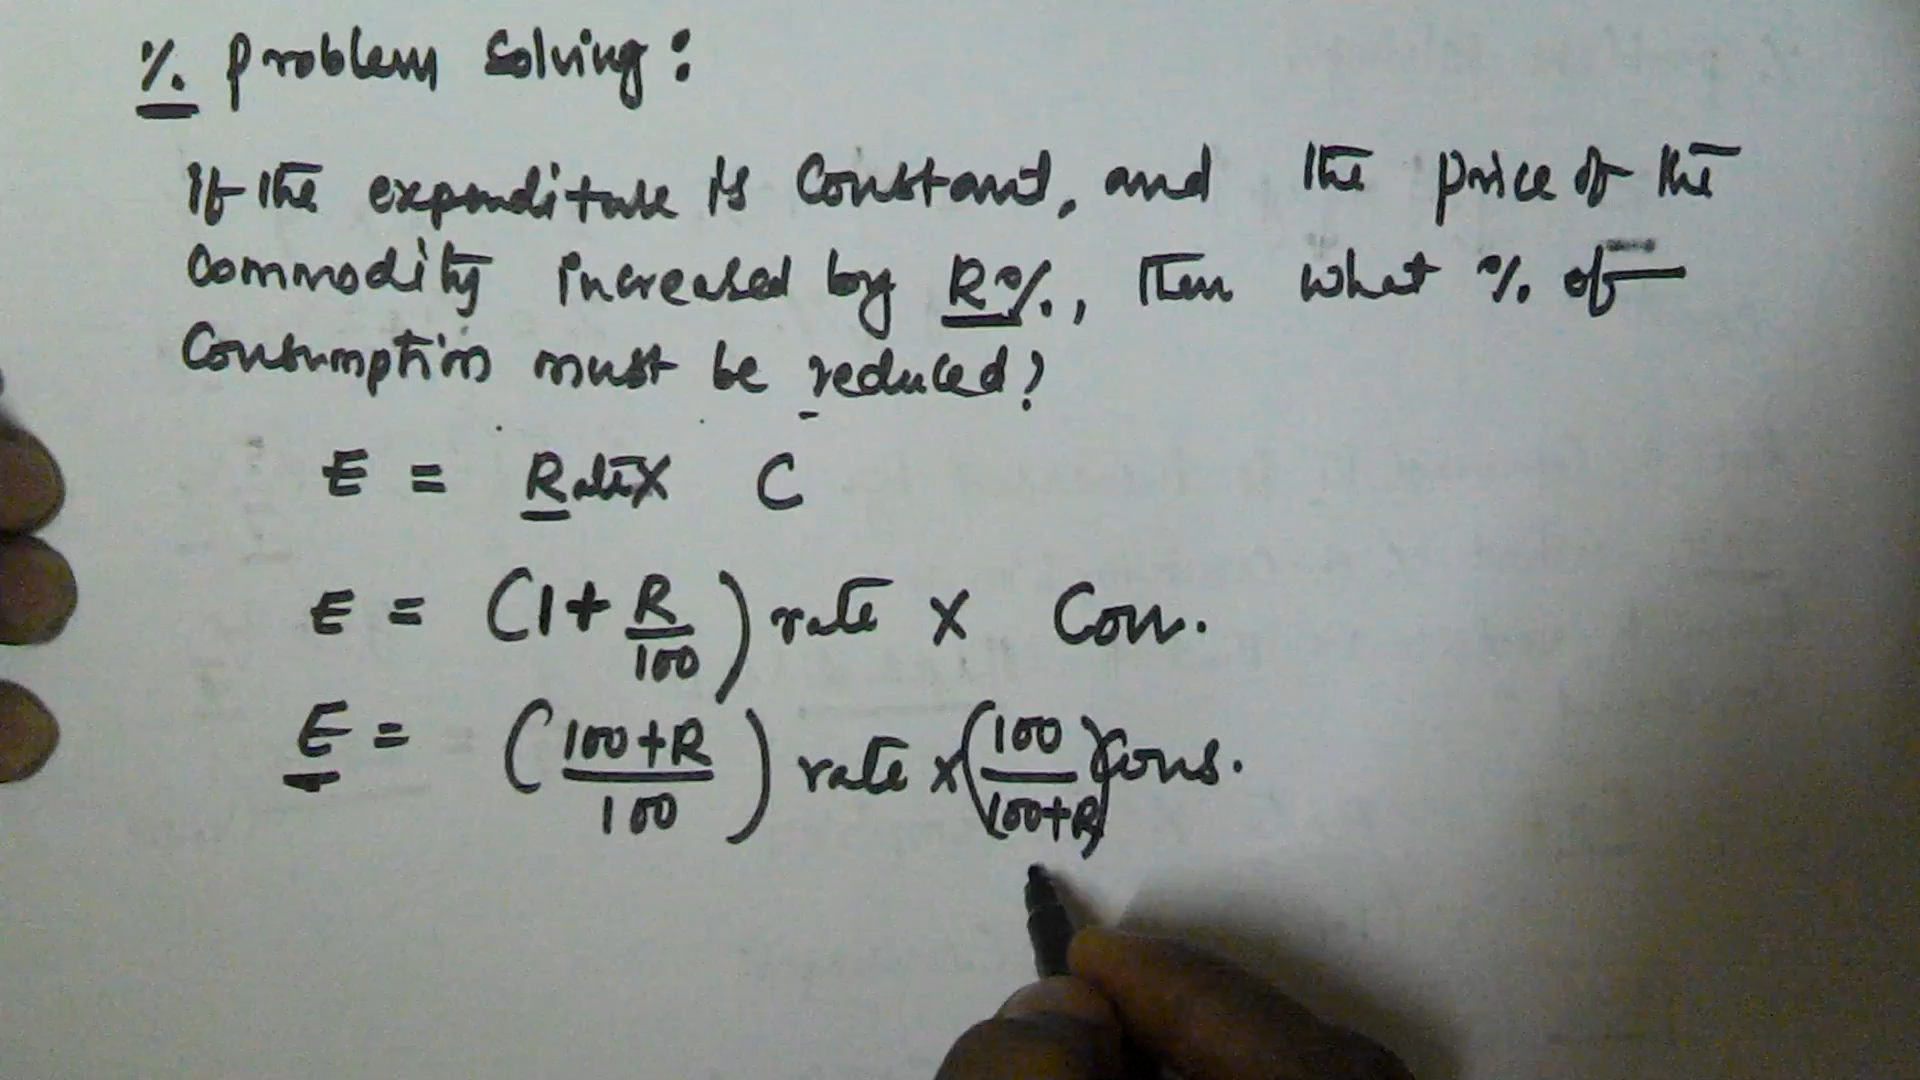 % Problem Solving:
If the expenditure is Constant, and the price of the
Commodity increased by R%, then what % of
Consumption must be reduced?
E = Rate X C
E = (1 + R/100) rate X Con.
E = (100+R/100) rate x (100/100+R) Cons.